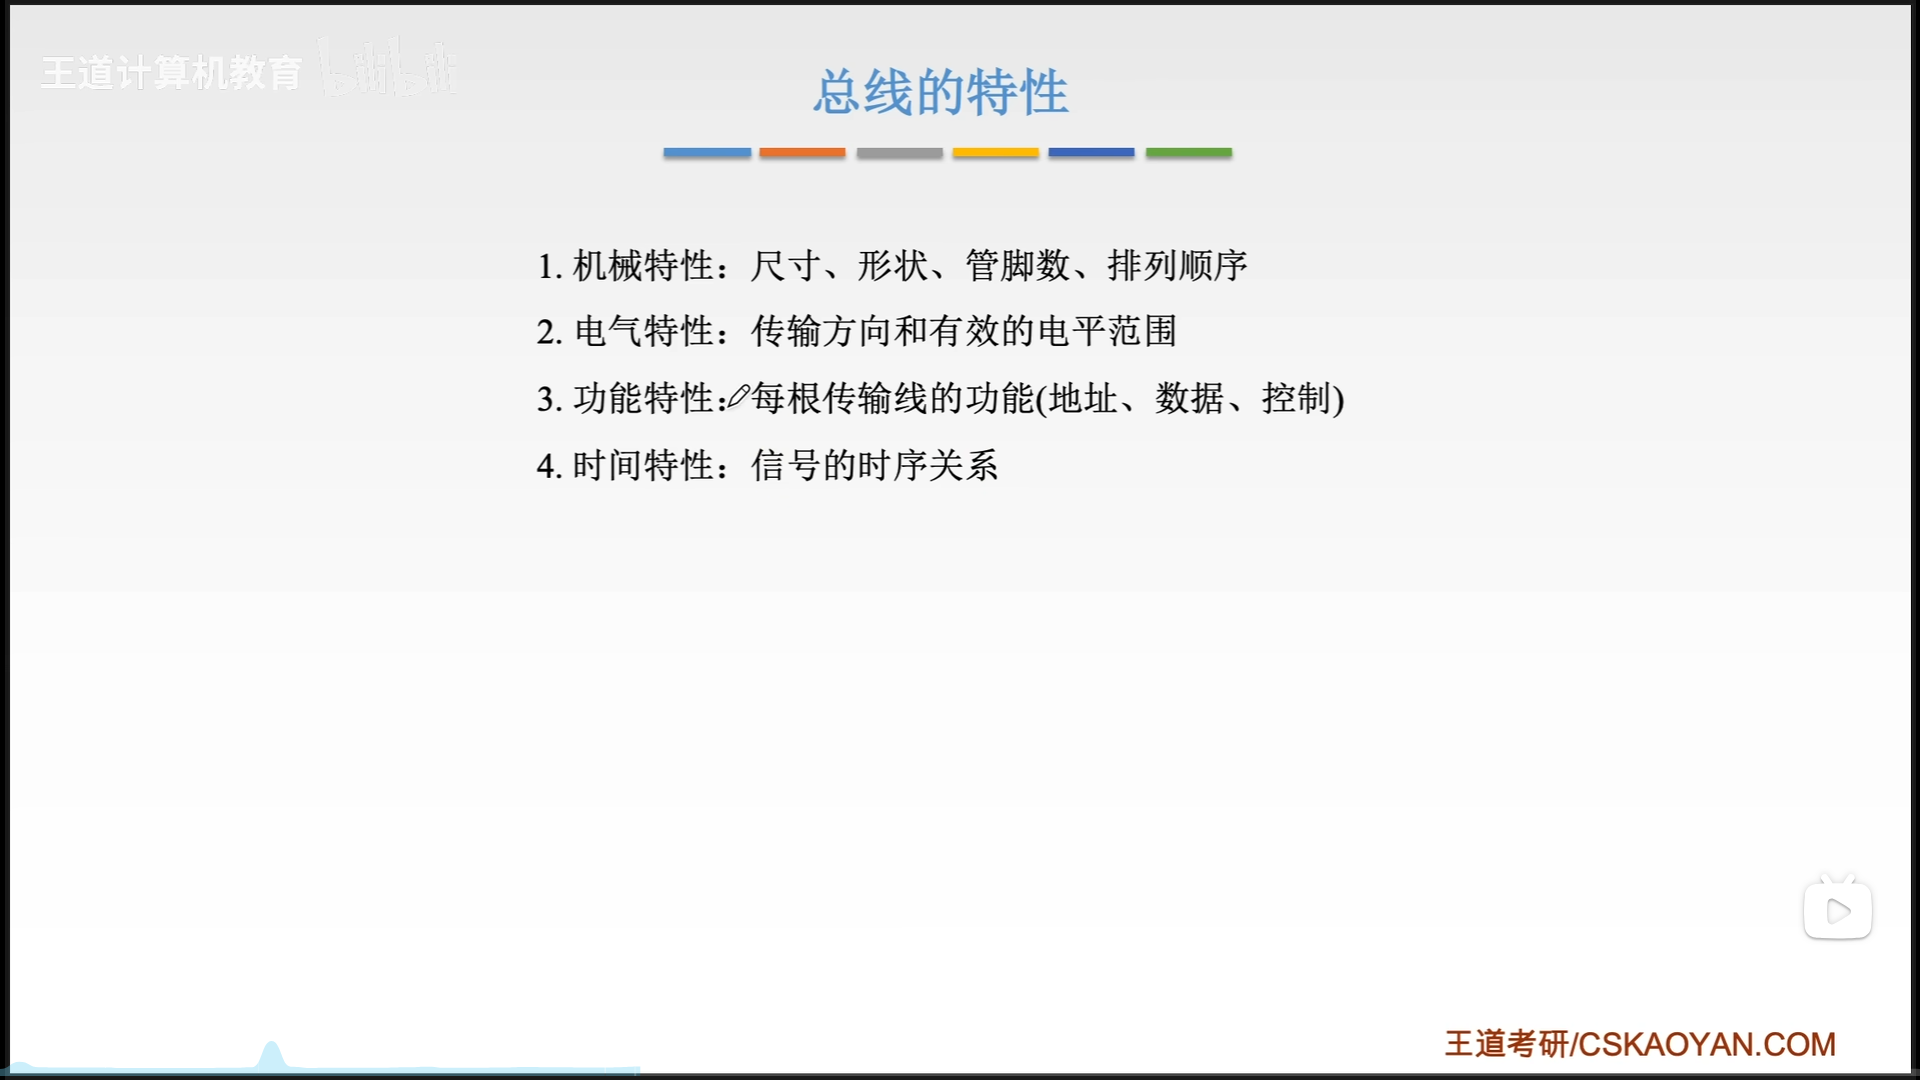 王道计算机教育 bilibili
总线的特性
1. 机械特性：尺寸、形状、管脚数、排列顺序
2. 电气特性：传输方向和有效的电平范围
3. 功能特性：每根传输线的功能(地址、数据、控制)
4. 时间特性：信号的时序关系
王道考研/CSKAOYAN.COM